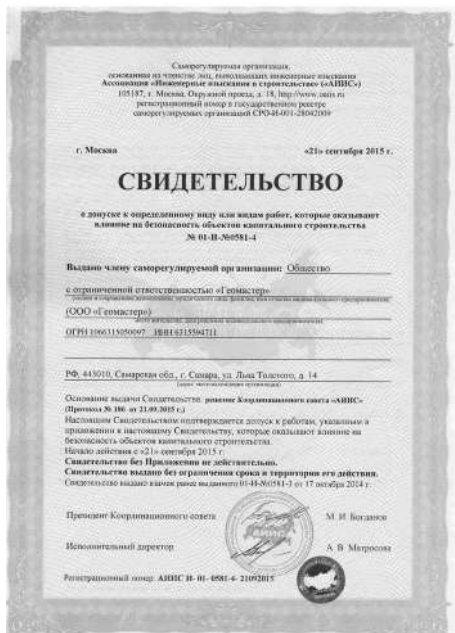 Саморегулируемая организация,
основанная на членстве лиц, выполняющих инженерные изыскания
Ассоциация «Инженерные изыскания в строительстве» («АИИС»)
105187, г. Москва, Окружной проезд, д. 18, http://www.oaiis.ru
регистрационный номер в государственном реестре
саморегулируемых организаций СРО-И-001-28042009
г. Москва «21» сентября 2015 г.
СВИДЕТЕЛЬСТВО
о допуске к определенному виду или видам работ, которые оказывают
влияние на безопасность объектов капитального строительства
№ 01-И-№0581-4
Выдано члену саморегулируемой организации: Общество
с ограниченной ответственностью «Геомастер»
(ООО «Геомастер»)
ОГРН 1066315050097 ИНН 6315594711
РФ, 443010, Самарская обл., г. Самара, ул. Льва Толстого, д. 14
(адрес местонахождения организации)
Основание выдачи Свидетельства: решение Координационного совета «АИИС»
(Протокол № 186 от 21.09.2015 г.)
Настоящим Свидетельством подтверждается допуск к работам, указанным в
приложении к настоящему Свидетельству, которые оказывают влияние на
безопасность объектов капитального строительства.
Начало действия с «21» сентября 2015 г.
Свидетельство без Приложения не действительно.
Свидетельство выдано без ограничения срока и территории его действия.
Свидетельство выдано взамен ранее выданного 01-И-№0581-3 от 17 октября 2014 г.
Президент Координационного совета М. И. Богданов
Исполнительный директор А. В. Матросова
Регистрационный номер: АИИС И- 01- 0581-4- 21092015